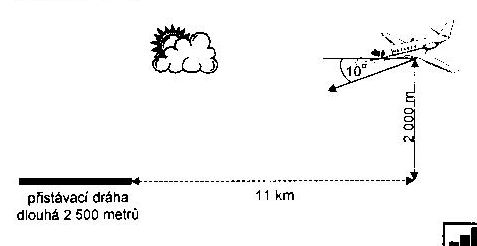 10°
2 000 m
11 km
přistávací dráha
dlouhá 2 500 metrů